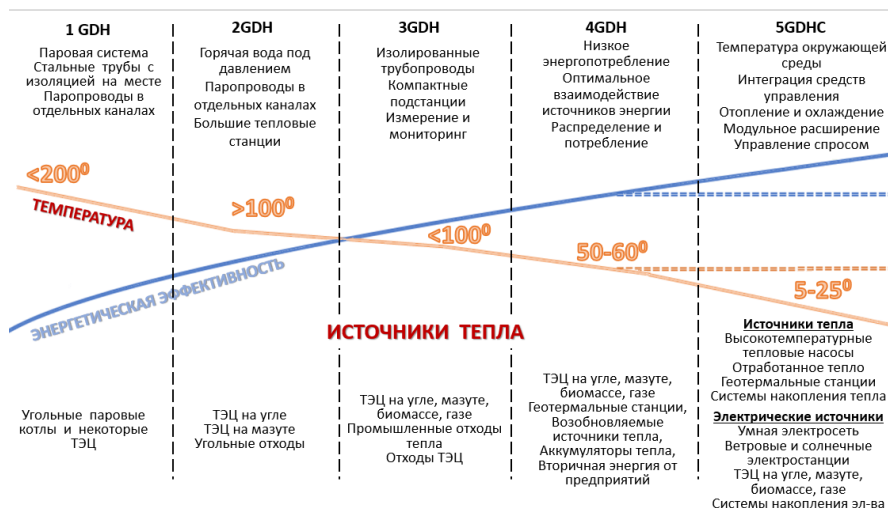 1 GDH
Паровая система
Стальные трубы с
изоляцией на месте
Паропроводы в
отдельных каналах
2GDH
Горячая вода под
давлением
Паропроводы в
отдельных каналах
Большие тепловые
станции
3GDH
Изолированные
трубопроводы
Компактные
подстанции
Измерение и
мониторинг
4GDH
Низкое
энергопотребление
Оптимальное
взаимодействие
источников энергии
Распределение и
потребление
5GDHC
Температура окружающей
среды
Интеграция средств
управления
Отопление и охлаждение
Модульное расширение
Управление спросом
<200⁰
ТЕМПЕРАТУРА
>100⁰
<100⁰
50-60⁰
5-25⁰
ЭНЕРГЕТИЧЕСКАЯ ЭФФЕКТИВНОСТЬ
ИСТОЧНИКИ ТЕПЛА
Угольные паровые
котлы и некоторые
ТЭЦ
ТЭЦ на угле
ТЭЦ на мазуте
Угольные отходы
ТЭЦ на угле, мазуте,
биомассе, газе
Промышленные отходы
тепла
Отходы ТЭЦ
ТЭЦ на угле, мазуте,
биомассе, газе
Геотермальные станции,
Возобновляемые
источники тепла,
Аккумуляторы тепла,
Вторичная энергия от
предприятий
Источники тепла
Высокотемпературные
тепловые насосы
Отработанное тепло
Геотермальные станции
Системы накопления тепла
Электрические источники
Умная электросеть
Ветровые и солнечные
электростанции
ТЭЦ на угле, мазуте,
биомассе, газе
Системы накопления эл-ва